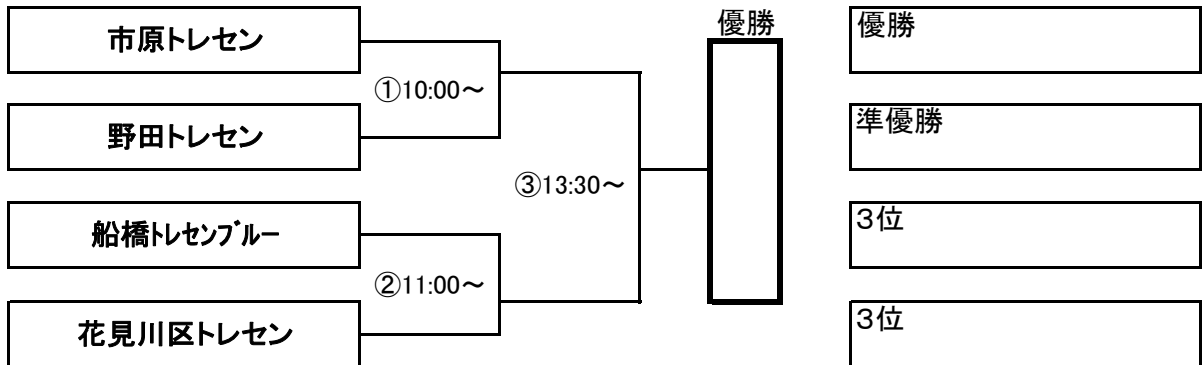 市原トレセン
①10:00～
野田トレセン
③13:30～
船橋ﾄﾚｾﾝﾌﾞﾙｰ
②11:00～
花見川区トレセン
優勝
優勝
準優勝
３位
３位